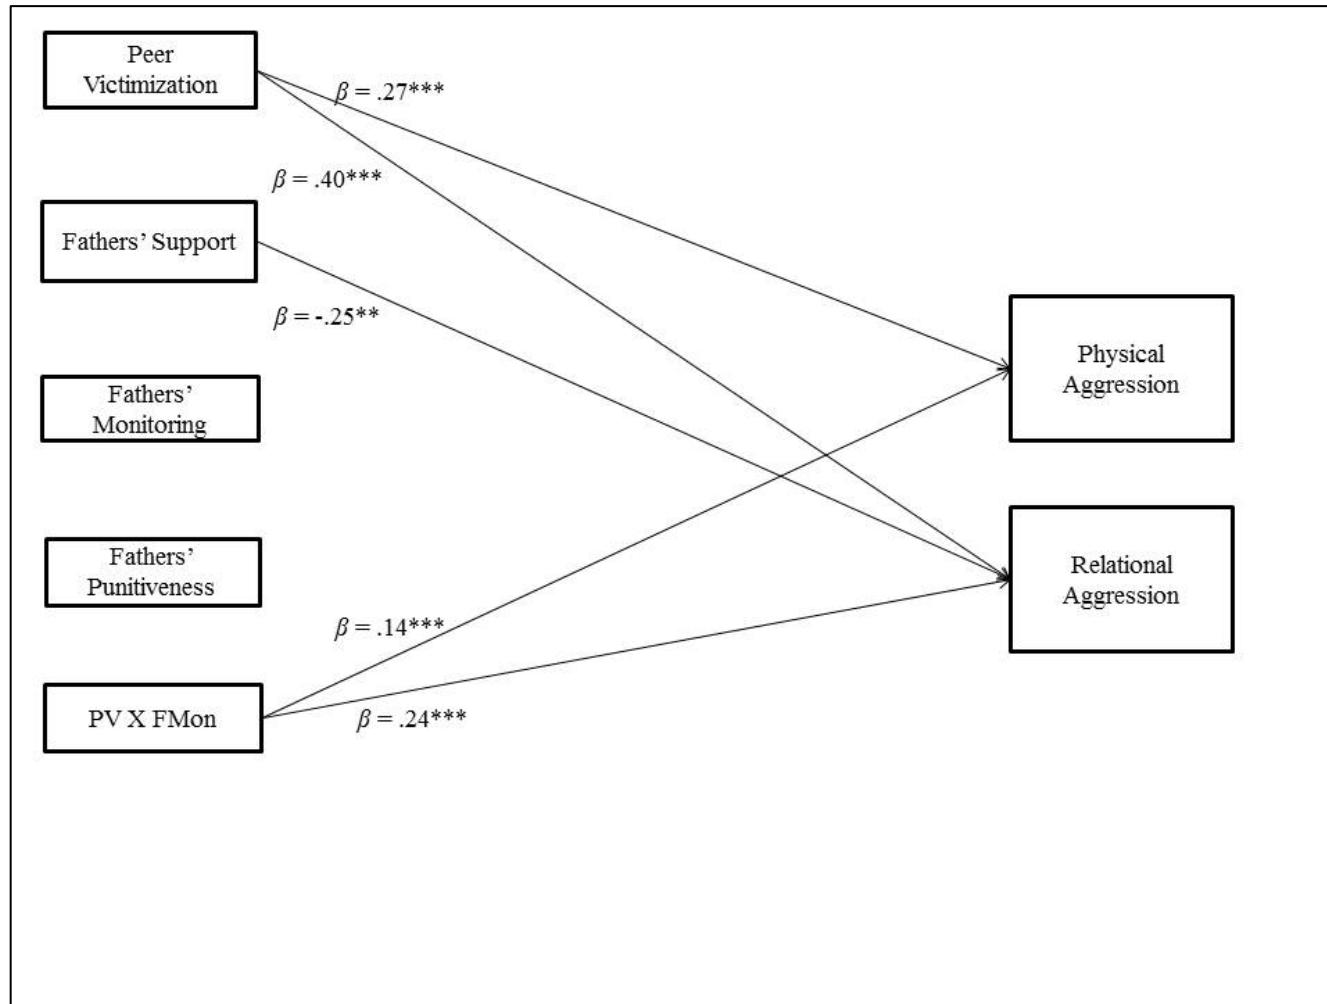 Peer
Victimization
β = .27***
β = .40***
Fathers’ Support
β = -.25**
Fathers’
Monitoring
Physical
Aggression
Fathers’
Punitiveness
Relational
Aggression
β = .14***
PV X FMon
β = .24***